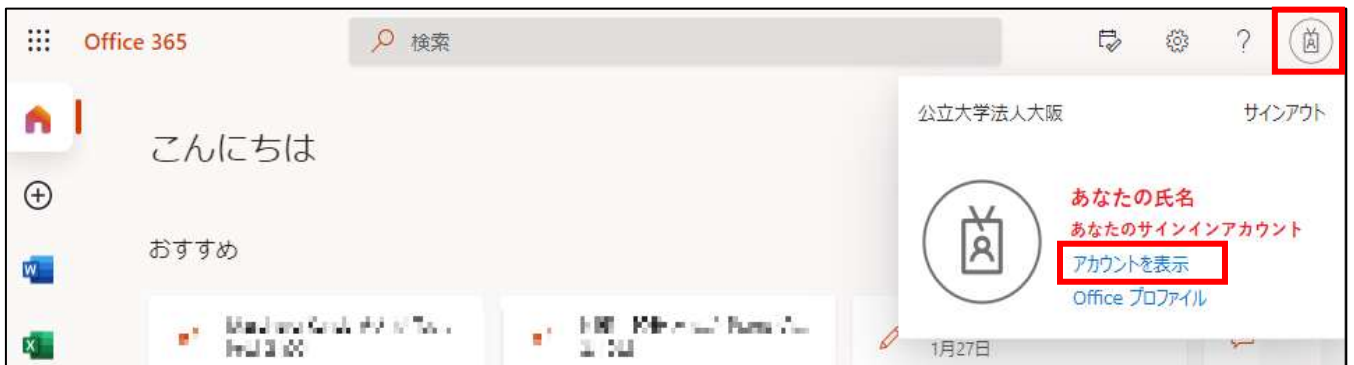 Office 365
検索
?
公立大学法人大阪
サインアウト
こんにちは
あなたの氏名
あなたのサインインアカウント
アカウントを表示
Office プロファイル
おすすめ
W
X
1月27日